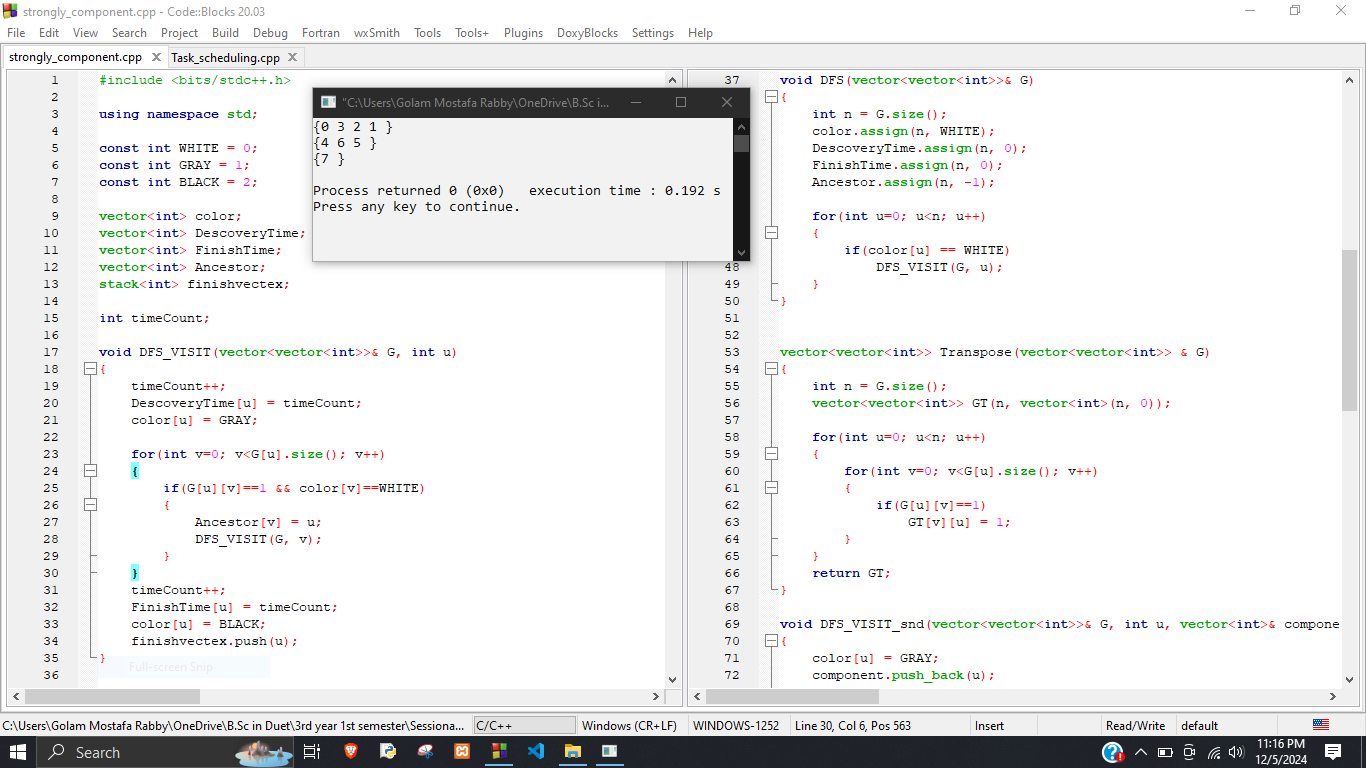 strongly_component.cpp - Code::Blocks 20.03
File Edit View Search Project Build Debug Fortran wxSmith Tools Tools+ Plugins DoxyBlocks Settings Help
strongly_component.cpp Task_scheduling.cpp
1 #include <bits/stdc++.h>
2
3 using namespace std;
4
5 const int WHITE = 0;
6 const int GRAY = 1;
7 const int BLACK = 2;
8
9 vector<int> color;
10 vector<int> DescoveryTime;
11 vector<int> FinishTime;
12 vector<int> Ancestor;
13 stack<int> finishvectex;
14
15 int timeCount;
16
17 void DFS_VISIT(vector<vector<int>>& G, int u)
18 {
19 timeCount++;
20 DescoveryTime[u] = timeCount;
21 color[u] = GRAY;
22
23 for(int v=0; v<G[u].size(); v++)
24 {
25 if(G[u][v]==1 && color[v]==WHITE)
26 {
27 Ancestor[v] = u;
28 DFS_VISIT(G, v);
29 }
30 }
31 timeCount++;
32 FinishTime[u] = timeCount;
33 color[u] = BLACK;
34 finishvectex.push(u);
35 }
36
Full-screen Snip
"C:\Users\Golam Mostafa Rabby\OneDrive\B.Sc in...
{0 3 2 1 }
{4 6 5 }
{7 }
Process returned 0 (0x0) execution time : 0.192 s
Press any key to continue.
37 void DFS(vector<vector<int>>& G)
{
int n = G.size();
color.assign(n, WHITE);
DescoveryTime.assign(n, 0);
FinishTime.assign(n, 0);
Ancestor.assign(n, -1);
for(int u=0; u<n; u++)
{
if(color[u] == WHITE)
48 DFS_VISIT(G, u);
49 }
50 }
51
52
53 vector<vector<int>> Transpose(vector<vector<int>> & G)
54 {
55 int n = G.size();
56 vector<vector<int>> GT(n, vector<int>(n, 0));
57
58 for(int u=0; u<n; u++)
59 {
60 for(int v=0; v<G[u].size(); v++)
61 {
62 if(G[u][v]==1)
63 GT[v][u] = 1;
64 }
65 }
66 return GT;
67 }
68
69 void DFS_VISIT_snd(vector<vector<int>>& G, int u, vector<int>& compone
70 {
71 color[u] = GRAY;
72 component.push_back(u);
C:\Users\Golam Mostafa Rabby\OneDrive\B.Sc in Duet\3rd year 1st semester\Sessiona... C/C++ Windows (CR+LF) WINDOWS-1252 Line 30, Col 6, Pos 563 Insert Read/Write default
Search
11:16 PM
12/5/2024